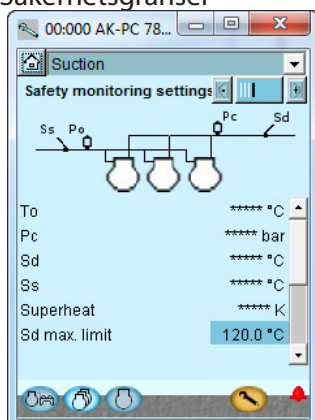 Säkerhetsgränser
00:000 AK-PC 78...
Suction
Safety monitoring settings
Ss Po Pc Sd
To ***** °C
Pc ***** bar
Sd ***** °C
Ss ***** °C
Superheat ***** K
Sd max. limit 120.0 °C